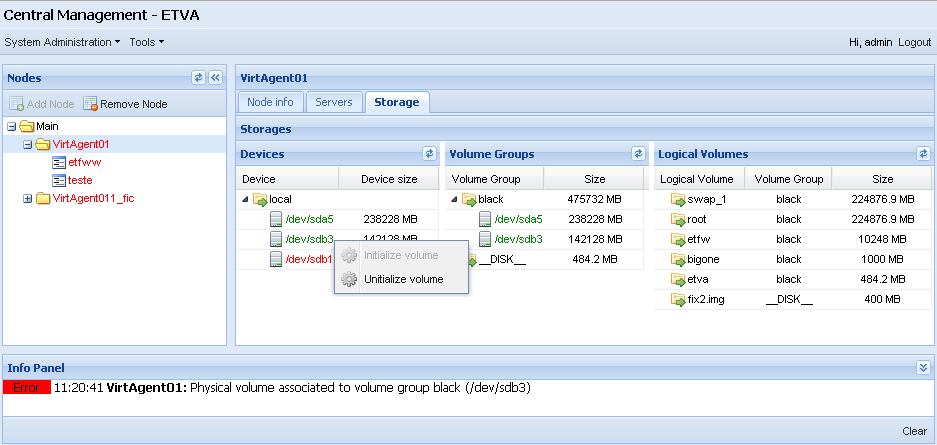 Central Management - ETVA
System Administration Tools Hi, admin Logout
Nodes
Add Node Remove Node
Main
VirtAgent01
etfww
teste
VirtAgent011_fic
VirtAgent01
Node info Servers Storage
Storages
Devices
Device Device size
local
/dev/sda5 238228 MB
/dev/sdb3 142128 MB
/dev/sdb1
Initialize volume
Unitialize volume
Volume Groups
Volume Group Size
black 475732 MB
/dev/sda5 238228 MB
/dev/sdb3 142128 MB
__DISK__ 484.2 MB
Logical Volumes
Logical Volume Volume Group Size
swap_1 black 224876.9 MB
root black 224876.9 MB
etfw black 10248 MB
bigone black 1000 MB
etva black 484.2 MB
fix2.img __DISK__ 400 MB
Info Panel
Error 11:20:41 VirtAgent01: Physical volume associated to volume group black (/dev/sdb3)
Clear